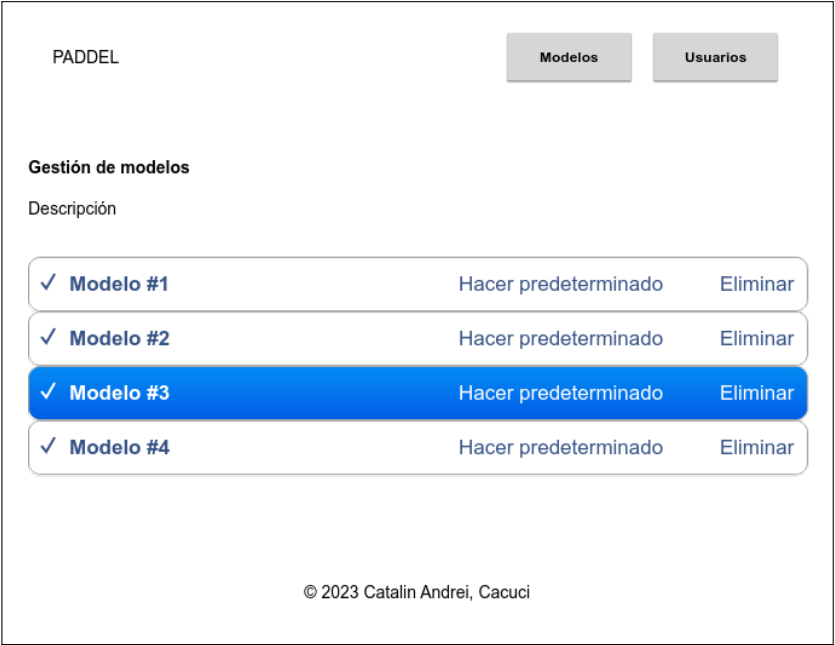 PADDEL Modelos Usuarios
Gestión de modelos
Descripción
✓ Modelo #1 Hacer predeterminado Eliminar
✓ Modelo #2 Hacer predeterminado Eliminar
✓ Modelo #3 Hacer predeterminado Eliminar
✓ Modelo #4 Hacer predeterminado Eliminar
© 2023 Catalin Andrei, Cacuci